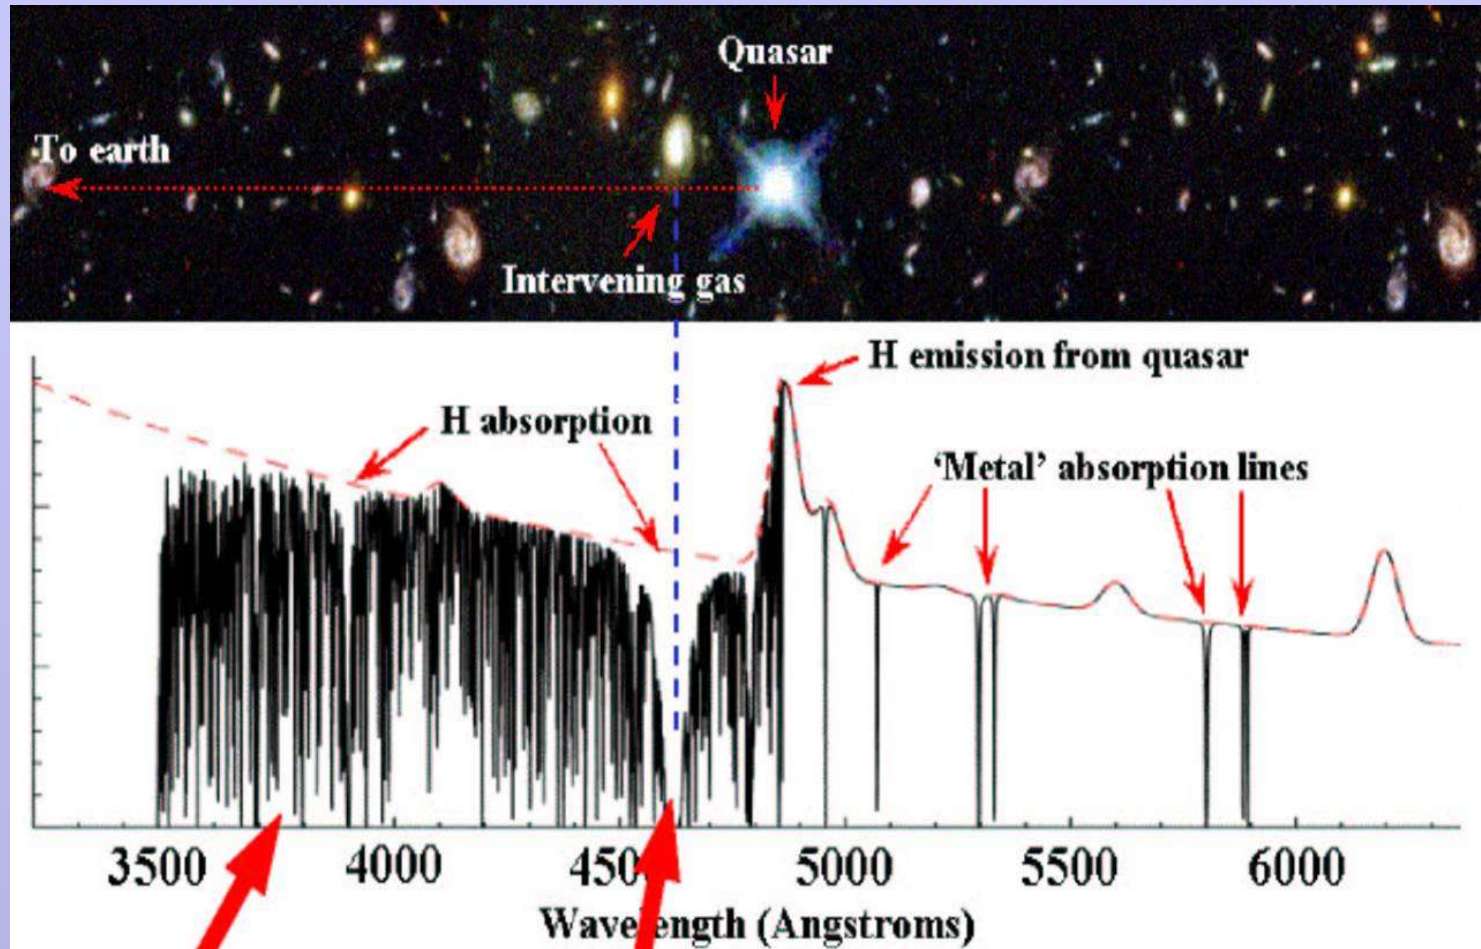 Quasar
To earth
Intervening gas
H emission from quasar
H absorption
'Metal' absorption lines
3500 4000 5000 5500 6000
Wavelength (Angstroms)